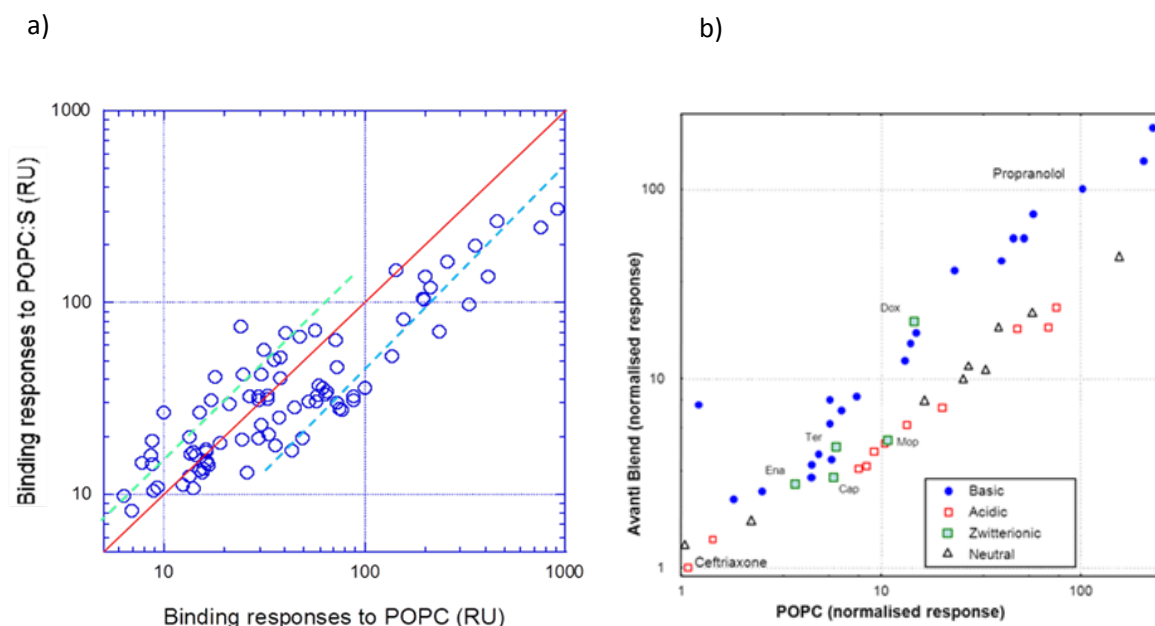 a)
b)
1000
100
10
10
100
1000
Binding responses to POPC:S (RU)
Binding responses to POPC (RU)
100
10
1
1
10
100
Avanti Blend (normalised response)
POPC (normalised response)
Propranolol
Dox
Ter
Mop
Ena
Cap
Ceftriaxone
Basic
Acidic
Zwitterionic
Neutral